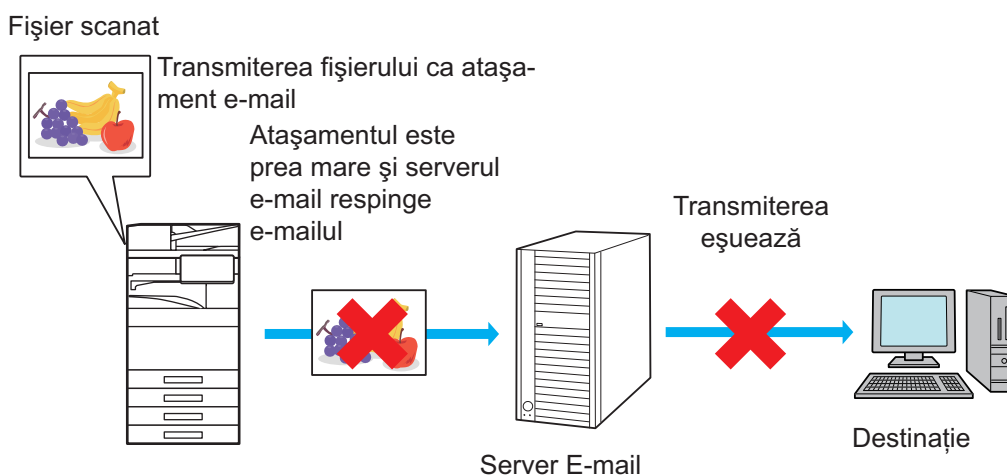 Fişier scanat
Transmiterea fişierului ca ataşa-
ment e-mail
Ataşamentul este
prea mare şi serverul
e-mail respinge
e-mailul
Transmiterea
eşuează
Server E-mail
Destinaţie